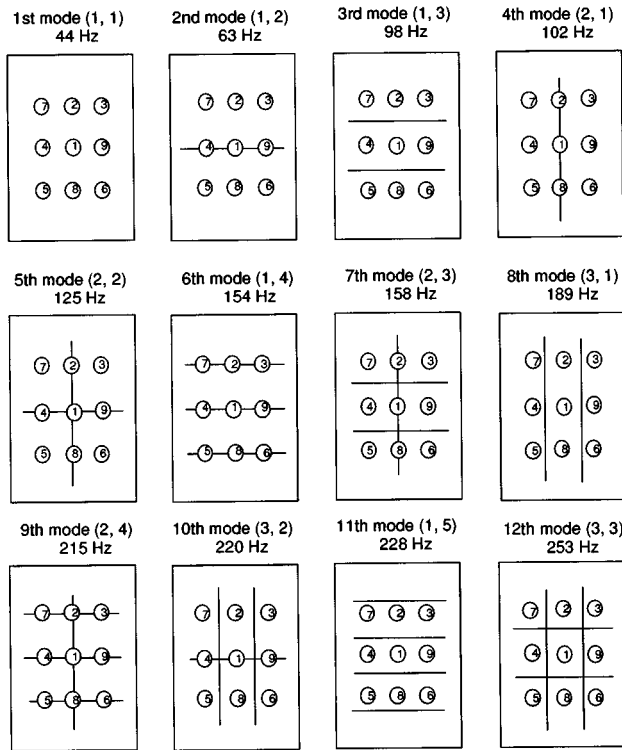 1st mode (1, 1)
44 Hz
2nd mode (1, 2)
63 Hz
3rd mode (1, 3)
98 Hz
4th mode (2, 1)
102 Hz
7 2 3
4 1 9
5 8 6
7 2 3
4 1 9
5 8 6
7 2 3
4 1 9
5 8 6
7 2 3
4 1 9
5 8 6
5th mode (2, 2)
125 Hz
6th mode (1, 4)
154 Hz
7th mode (2, 3)
158 Hz
8th mode (3, 1)
189 Hz
7 2 3
4 1 9
5 8 6
7 2 3
4 1 9
5 8 6
7 2 3
4 1 9
5 8 6
7 2 3
4 1 9
5 8 6
9th mode (2, 4)
215 Hz
10th mode (3, 2)
220 Hz
11th mode (1, 5)
228 Hz
12th mode (3, 3)
253 Hz
7 2 3
4 1 9
5 8 6
7 2 3
4 1 9
5 8 6
7 2 3
4 1 9
5 8 6
7 2 3
4 1 9
5 8 6